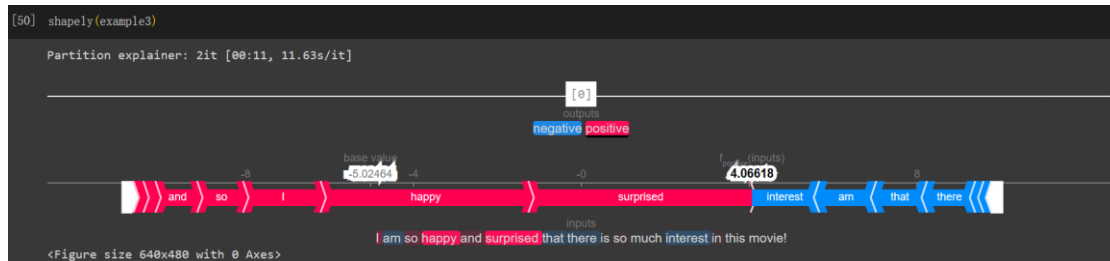 [50] shapely(example3)
Partition explainer: 2it [00:11, 11.63s/it]
[0]
outputs
negative positive
base value
f positive (inputs)
-8 -5.02464 -4 -0 4.06618 8
and so I happy surprised interest am that there
inputs
I am so happy and surprised that there is so much interest in this movie!
<Figure size 640x480 with 0 Axes>